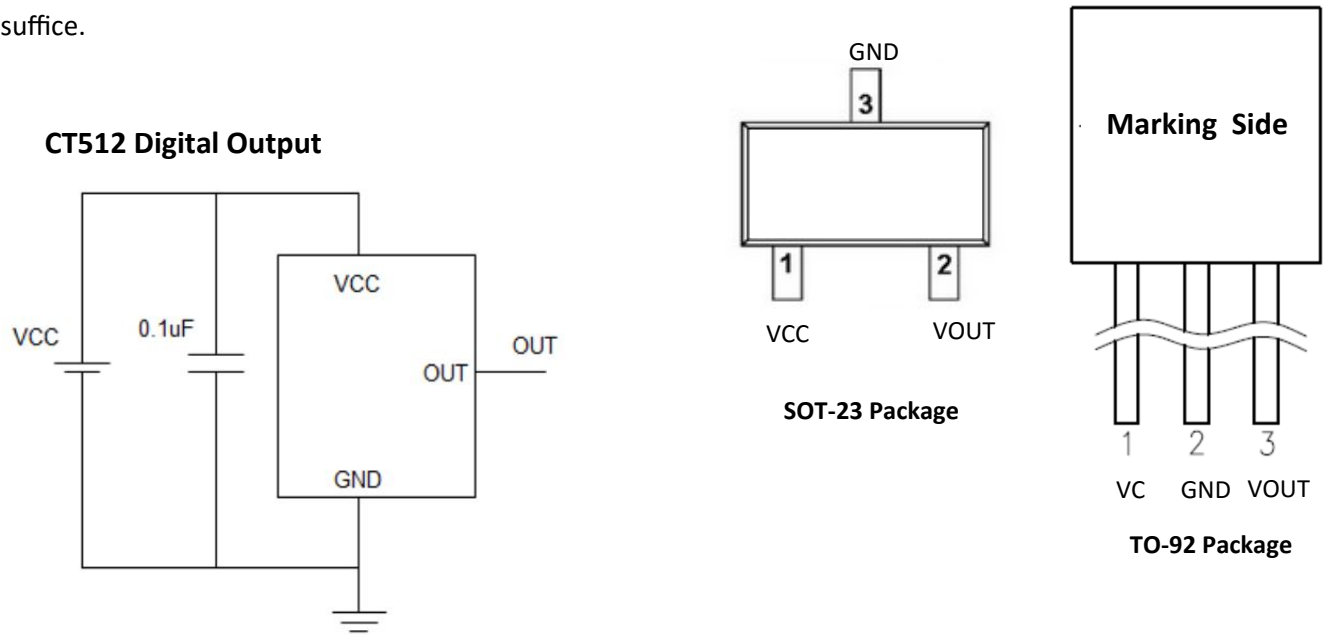 suffice.
CT512 Digital Output
VCC
0.1uF
VCC
OUT
OUT
GND
GND
3
1
2
VCC
VOUT
SOT-23 Package
Marking Side
1 2 3
VC GND VOUT
TO-92 Package